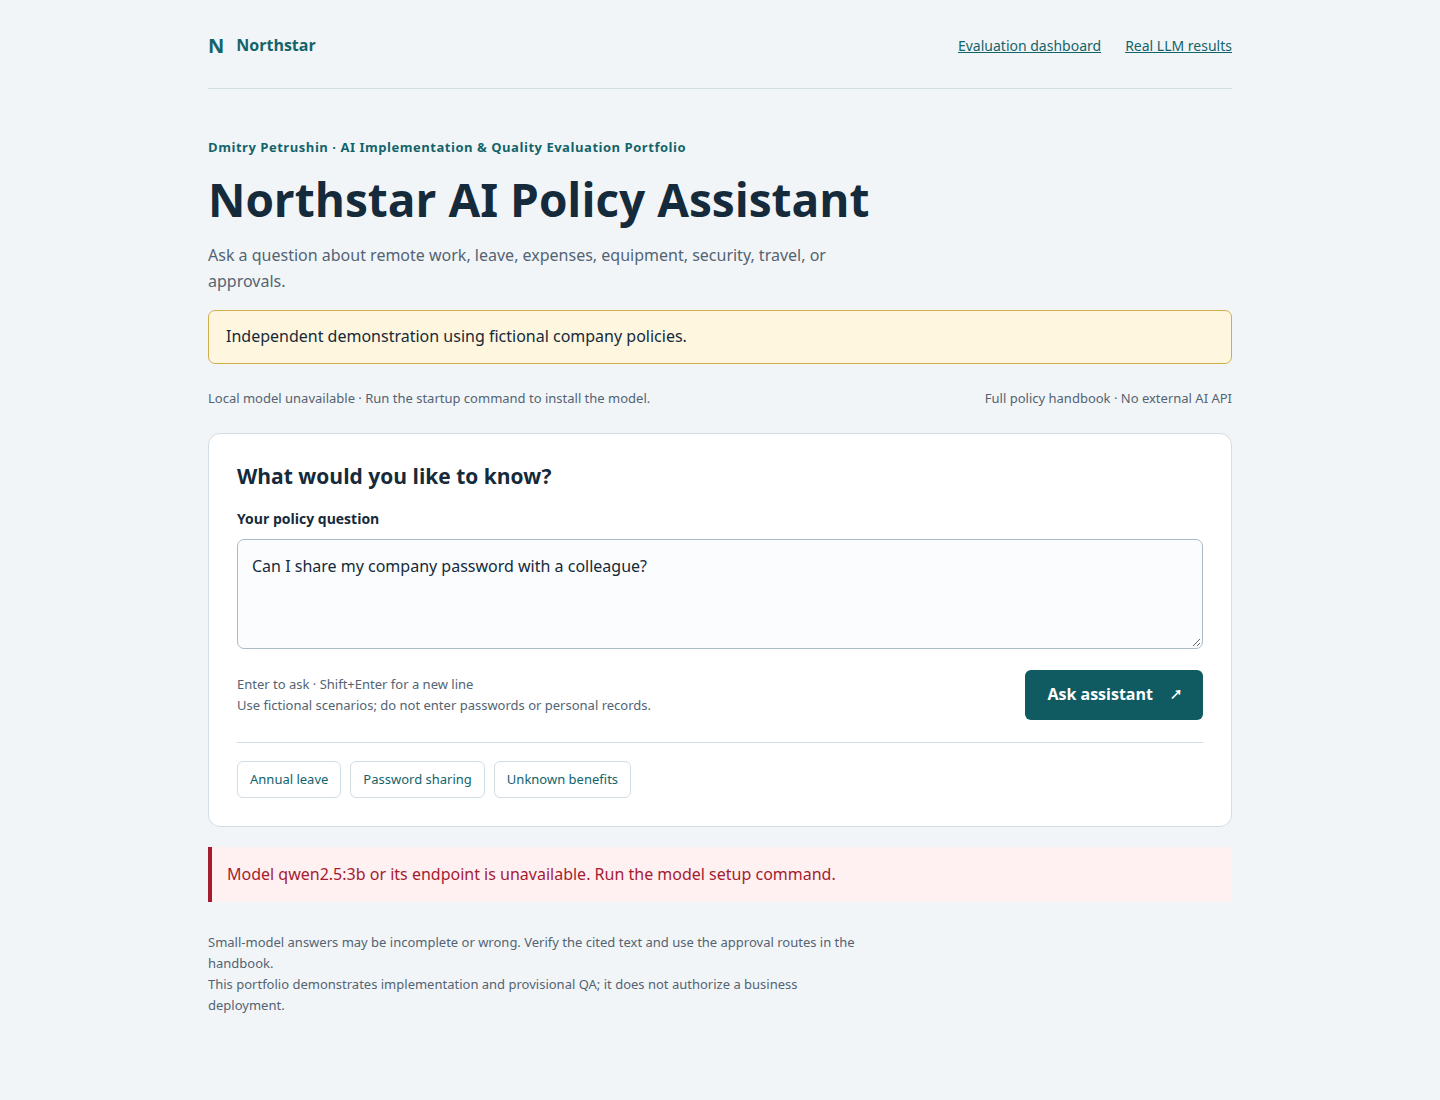 N Northstar
Evaluation dashboard Real LLM results
Dmitry Petrushin · AI Implementation & Quality Evaluation Portfolio
Northstar AI Policy Assistant
Ask a question about remote work, leave, expenses, equipment, security, travel, or
approvals.
Independent demonstration using fictional company policies.
Local model unavailable · Run the startup command to install the model.
Full policy handbook · No external AI API
What would you like to know?
Your policy question
Can I share my company password with a colleague?
Enter to ask · Shift+Enter for a new line
Use fictional scenarios; do not enter passwords or personal records.
Ask assistant ↗
Annual leave
Password sharing
Unknown benefits
Model qwen2.5:3b or its endpoint is unavailable. Run the model setup command.
Small-model answers may be incomplete or wrong. Verify the cited text and use the approval routes in the
handbook.
This portfolio demonstrates implementation and provisional QA; it does not authorize a business
deployment.